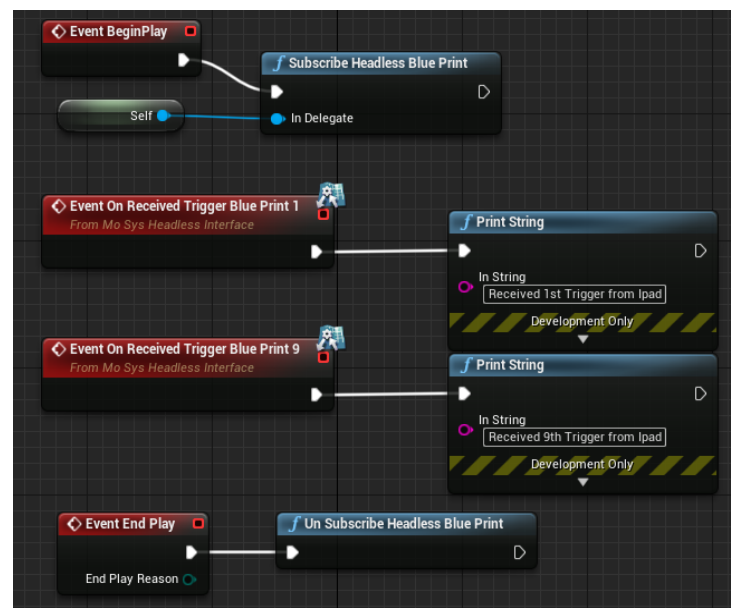 Event BeginPlay
Subscribe Headless Blue Print
Self
In Delegate
Event On Received Trigger Blue Print 1
From Mo Sys Headless Interface
Print String
In String
Received 1st Trigger from Ipad
Development Only
Event On Received Trigger Blue Print 9
From Mo Sys Headless Interface
Print String
In String
Received 9th Trigger from Ipad
Development Only
Event End Play
Un Subscribe Headless Blue Print
End Play Reason